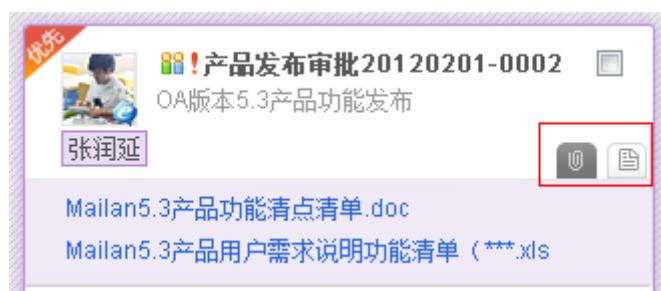 优先
产品发布审批20120201-0002
OA版本5.3产品功能发布
张润延
Mailan5.3产品功能清点清单.doc
Mailan5.3产品用户需求说明功能清单（***.xls